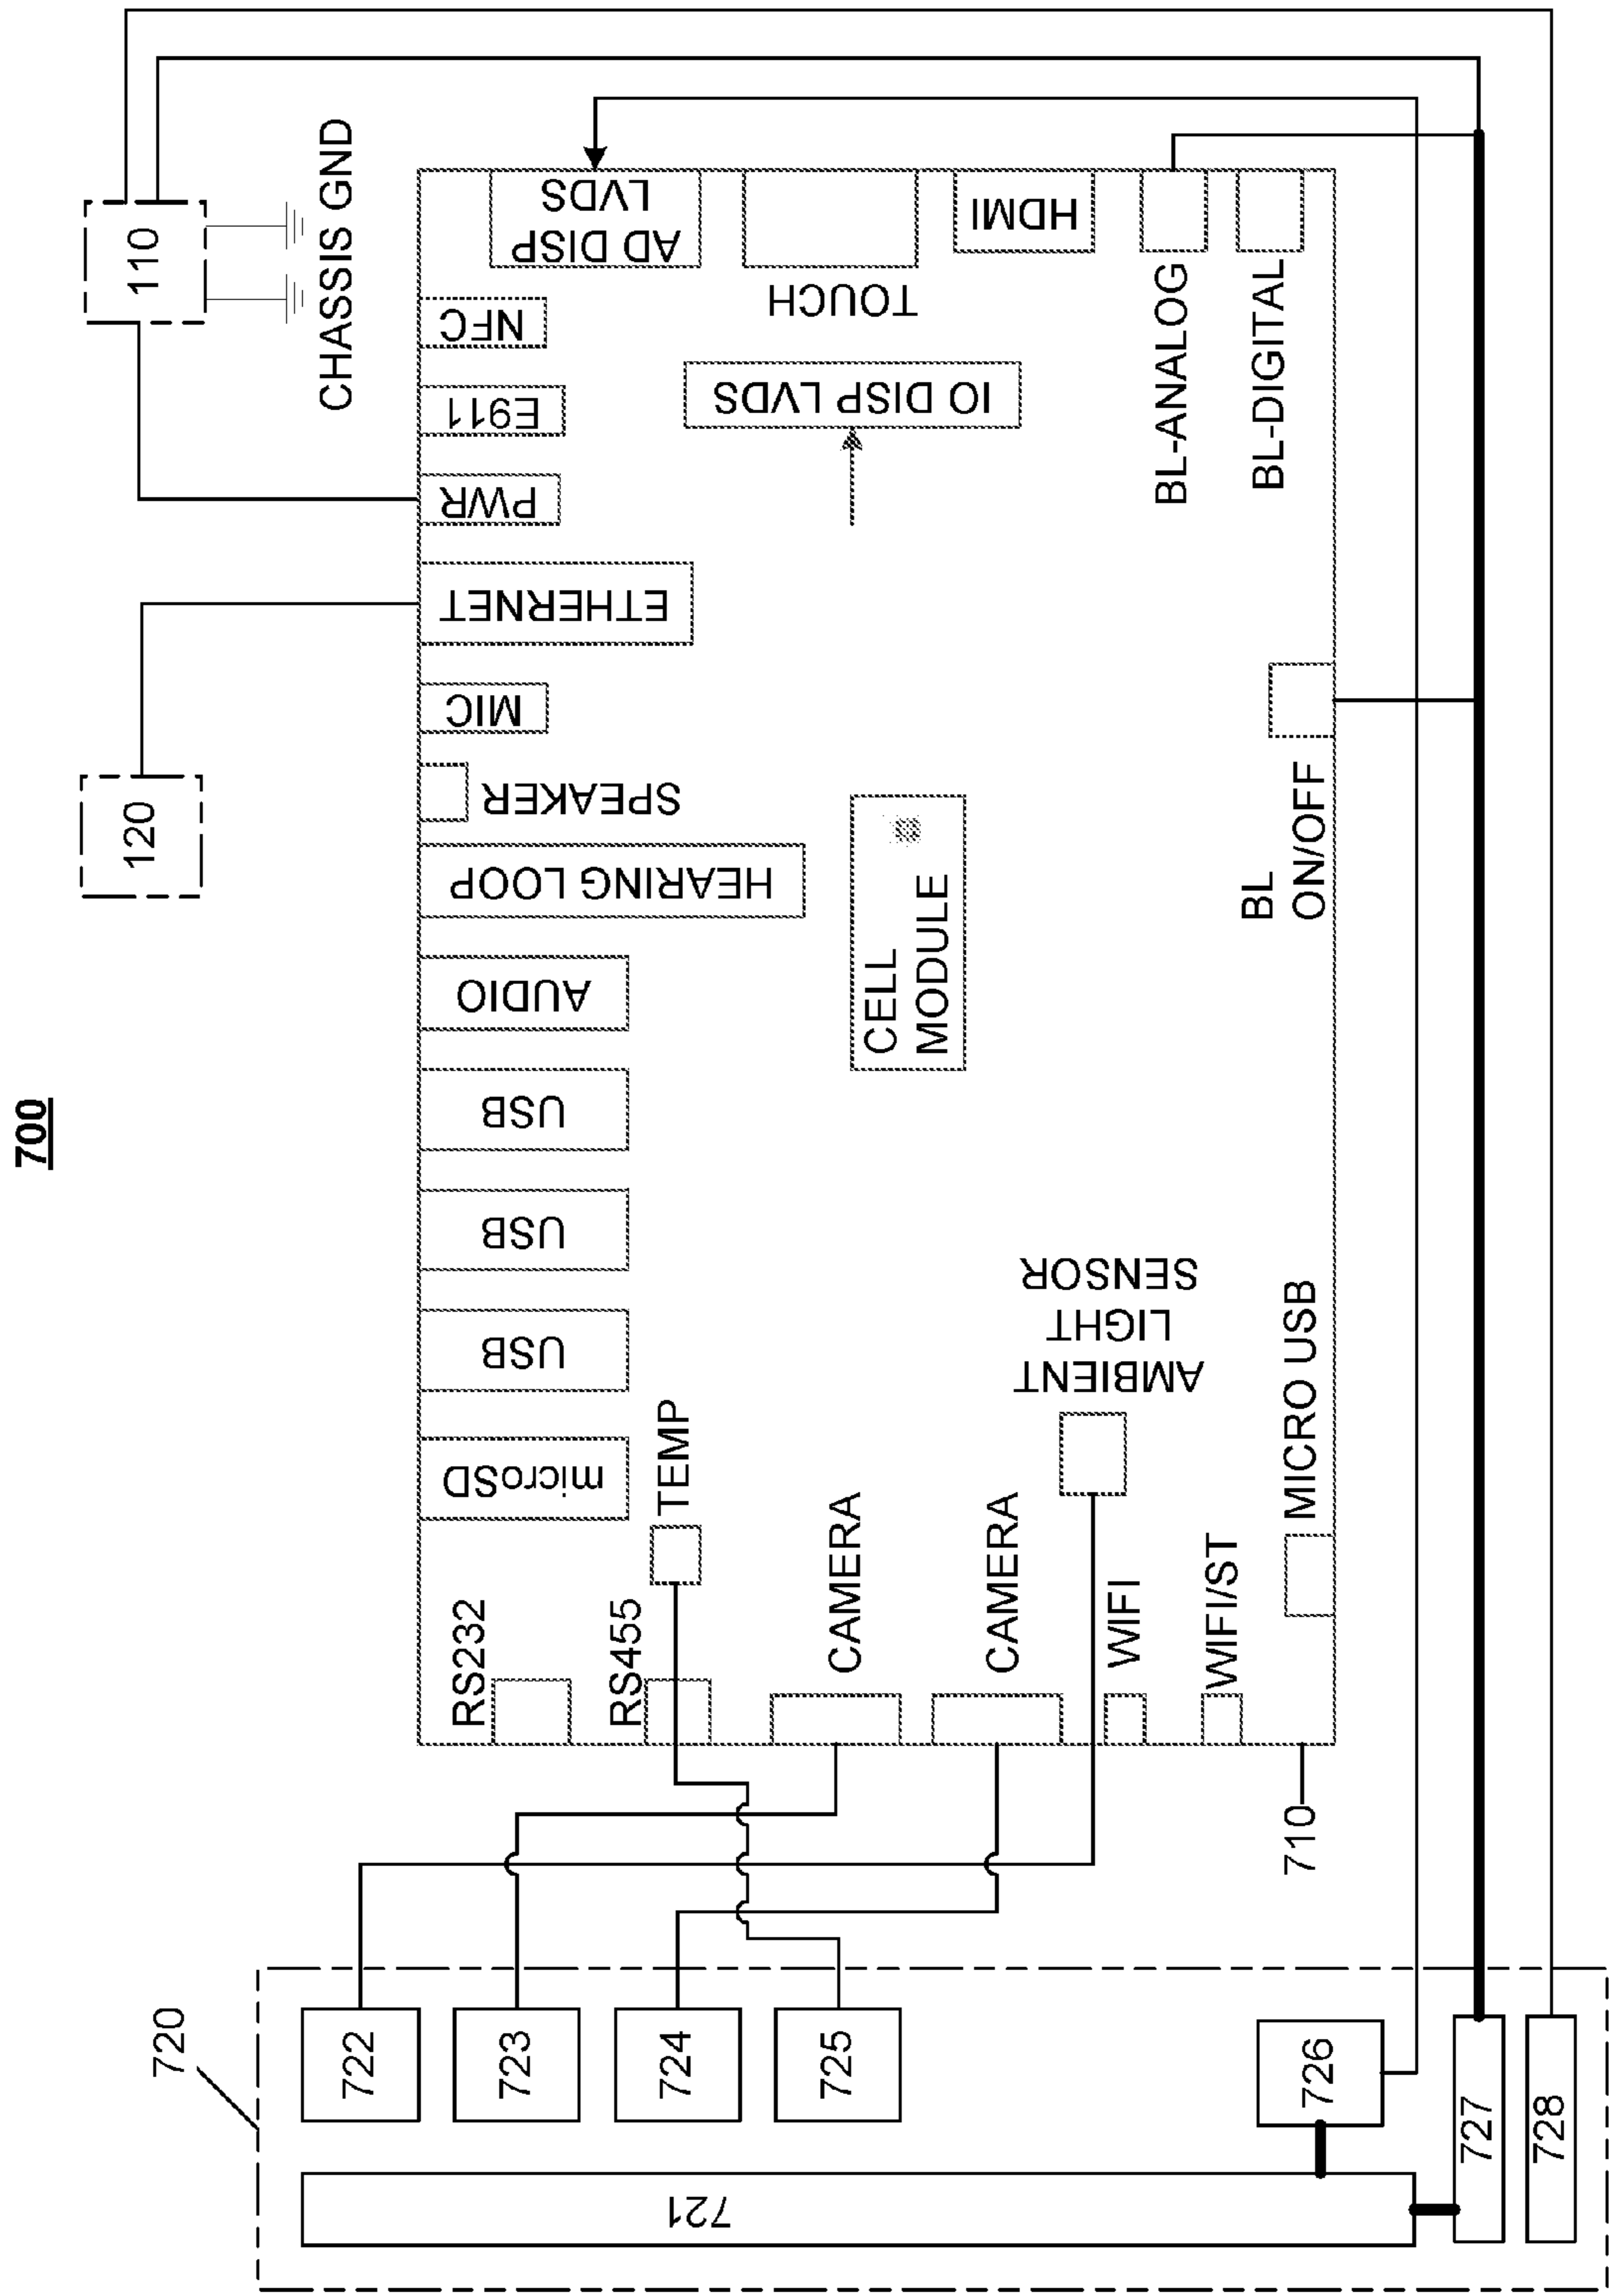 700
110
120
CHASSIS GND
AD DISP
LVDS
NFC
E911
PWR
ETHERNET
MIC
SPEAKER
HEARING LOOP
AUDIO
USB
USB
USB
microSD
TOUCH
HDMI
IO DISP LVDS
BL-ANALOG
BL-DIGITAL
BL
ON/OFF
CELL
MODULE
AMBIENT
LIGHT
SENSOR
MICRO USB
TEMP
RS232
RS455
CAMERA
CAMERA
WIFI
WIFI/ST
710
720
722
723
724
725
726
727
728
721